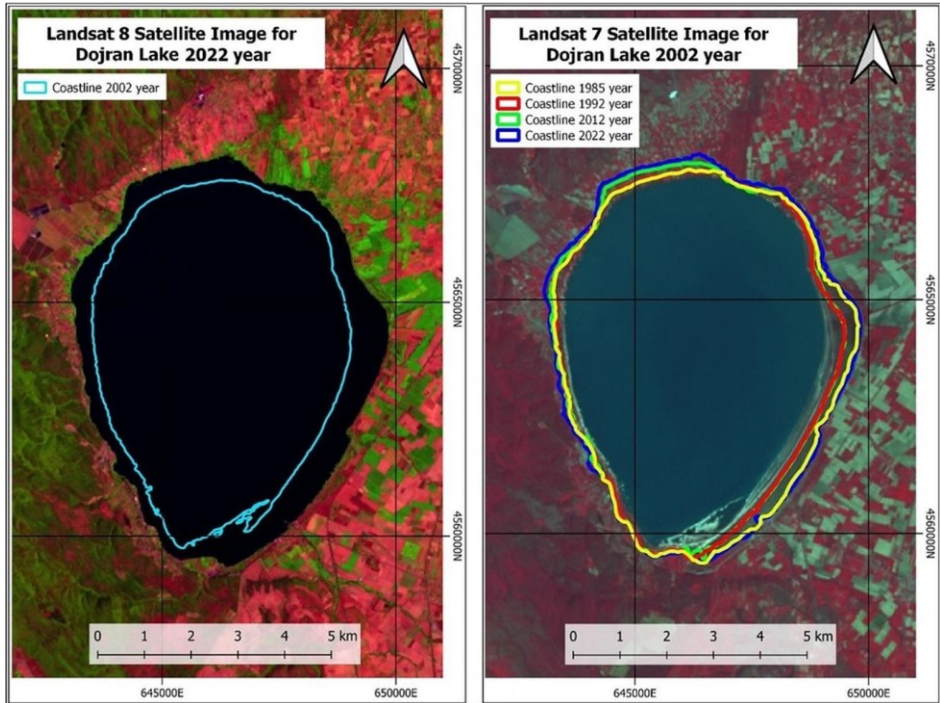 Landsat 8 Satellite Image for
Dojran Lake 2022 year
Coastline 2002 year
4570000N
4565000N
4560000N
0 1 2 3 4 5 km
645000E 650000E
Landsat 7 Satellite Image for
Dojran Lake 2002 year
Coastline 1985 year
Coastline 1992 year
Coastline 2012 year
Coastline 2022 year
4570000N
4565000N
4560000N
0 1 2 3 4 5 km
645000E 650000E